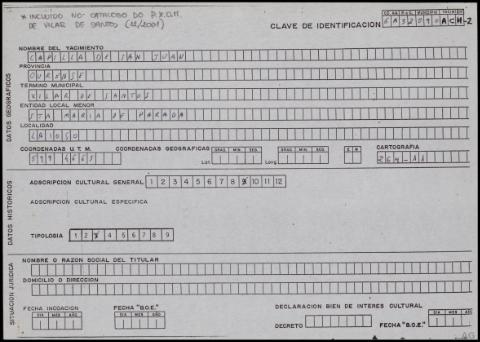 * INCLUIDO NO CATALOGO DO P.X.O.M.
DE VILAR DE SANTOS (12/2001)
CLAVE DE IDENTIFICACION
ACH-2
NOMBRE DEL YACIMIENTO
CAPILLA DE SAN JUAN
PROVINCIA
OURENSE
TERMINO MUNICIPAL
VILAR DE SANTOS
ENTIDAD LOCAL MENOR
STA MARIA DE PARADA
LOCALIDAD
LAIOSO
COORDENADAS U.T.M. COORDENADAS GEOGRAFICAS GRAD. MIN. SEG. GRAD. MIN. SEG. CARTOGRAFIA
Lat. Long.
DATOS GEOGRAFICOS
ADSCRIPCION CULTURAL GENERAL 1 2 3 4 5 6 7 8 9 10 11 12
ADSCRIPCION CULTURAL ESPECIFICA
TIPOLOGIA 1 2 3 4 5 6 7 8 9
DATOS HISTORICOS
NOMBRE O RAZON SOCIAL DEL TITULAR
DOMICILIO O DIRECCION
FECHA INCOACION FECHA "B.O.E." DECLARACION BIEN DE INTERES CULTURAL
DIA MES AÑO DIA MES AÑO DIA MES AÑO
DECRETO FECHA "B.O.E."
SITUACION JURIDICA